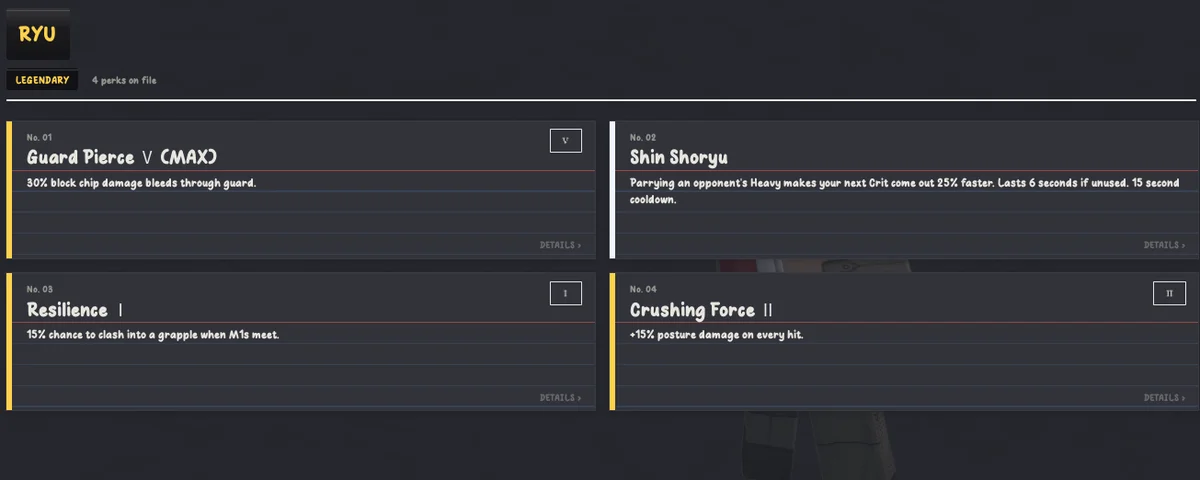 RYU
LEGENDARY 4 perks on file
No. 01
V
Guard Pierce V (MAX)
30% block chip damage bleeds through guard.
DETAILS ›
No. 02
Shin Shoryu
Parrying an opponent's Heavy makes your next Crit come out 25% faster. Lasts 6 seconds if unused. 15 second
cooldown.
DETAILS ›
No. 03
I
Resilience I
15% chance to clash into a grapple when M1s meet.
DETAILS ›
No. 04
II
Crushing Force II
+15% posture damage on every hit.
DETAILS ›